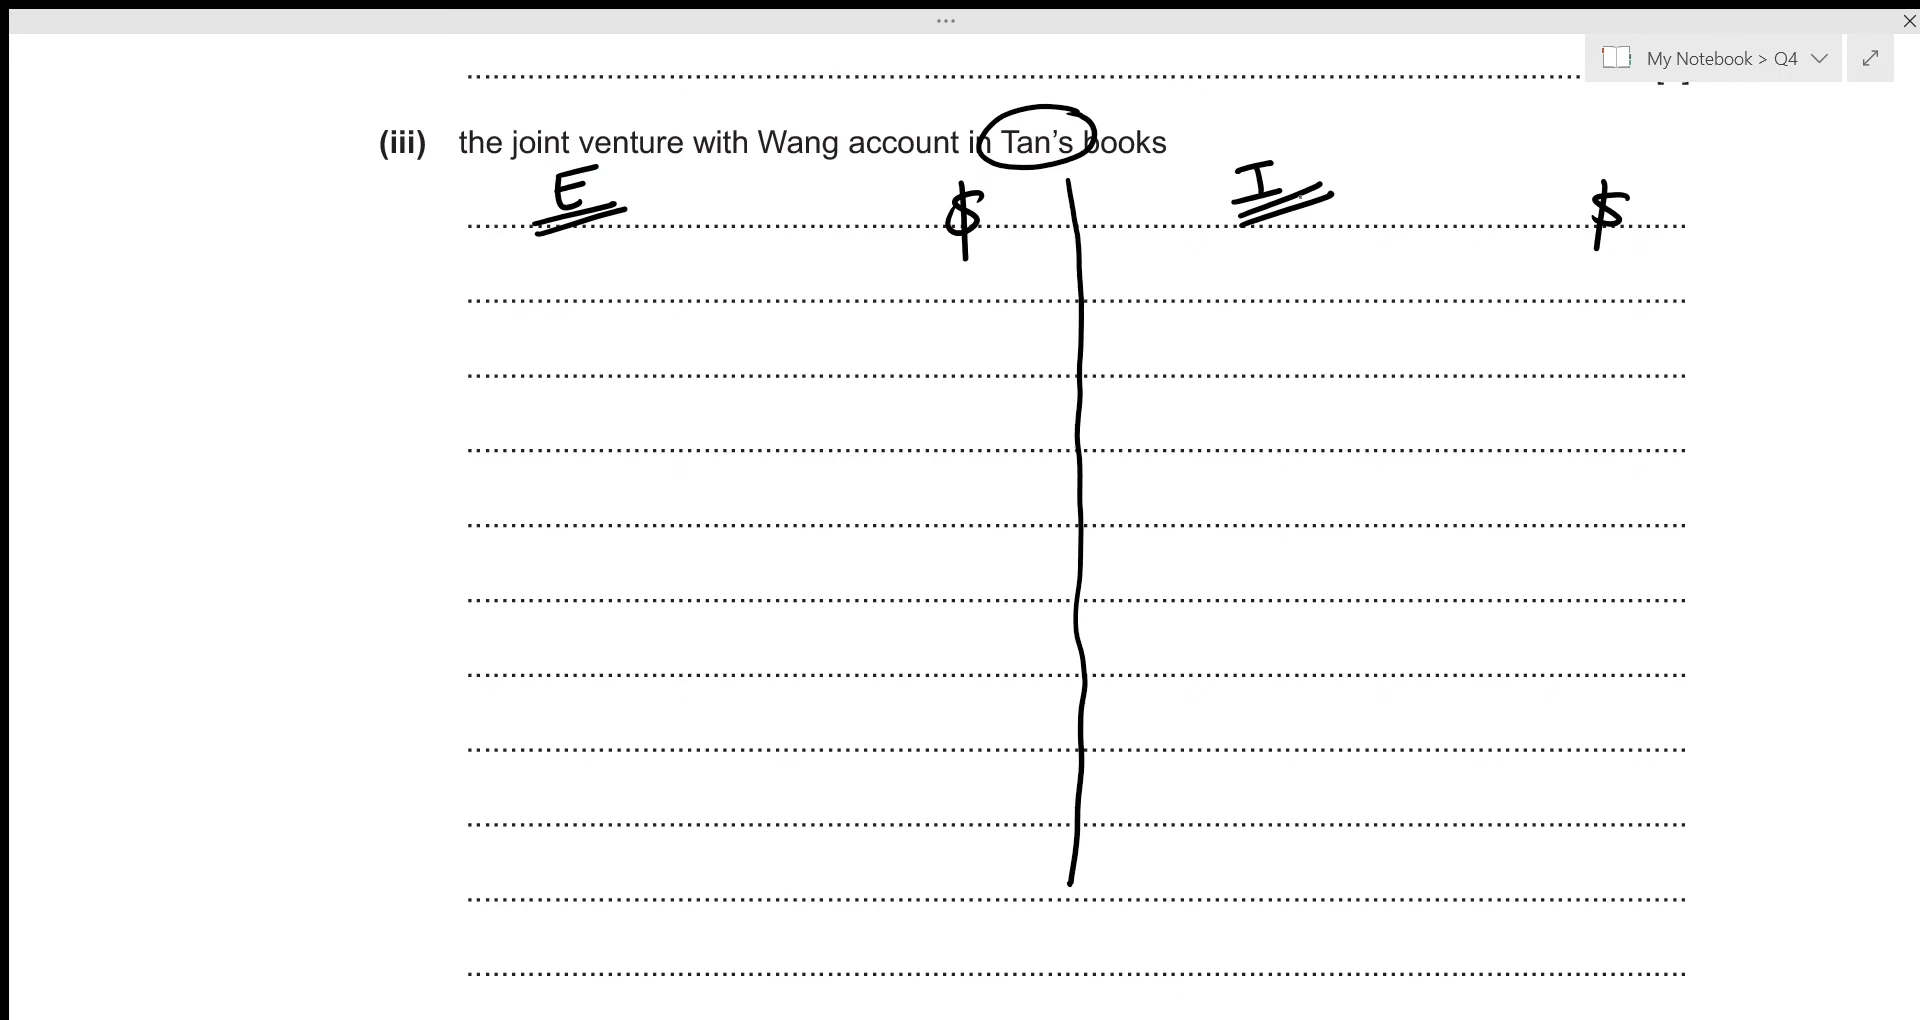 My Notebook > Q4
(iii) the joint venture with Wang account in Tan's books
E $ I $